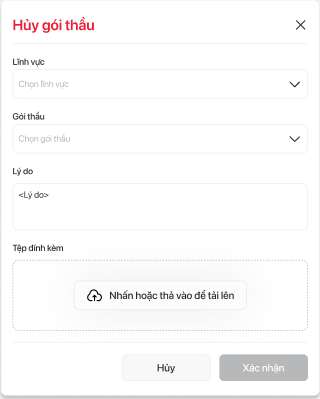 Hủy gói thầu
Lĩnh vực
Chọn lĩnh vực
Gói thầu
Chọn gói thầu
Lý do
<Lý do>
Tệp đính kèm
Nhấn hoặc thả vào để tải lên
Hủy
Xác nhận